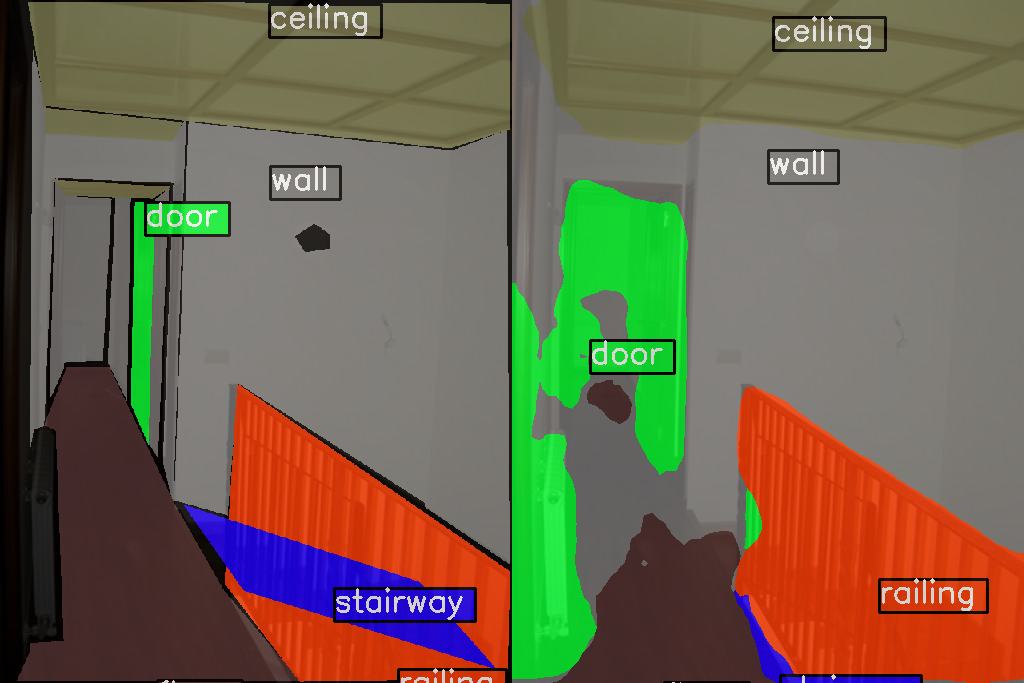 ceiling
ceiling
wall
wall
door
door
stairway
railing
railing